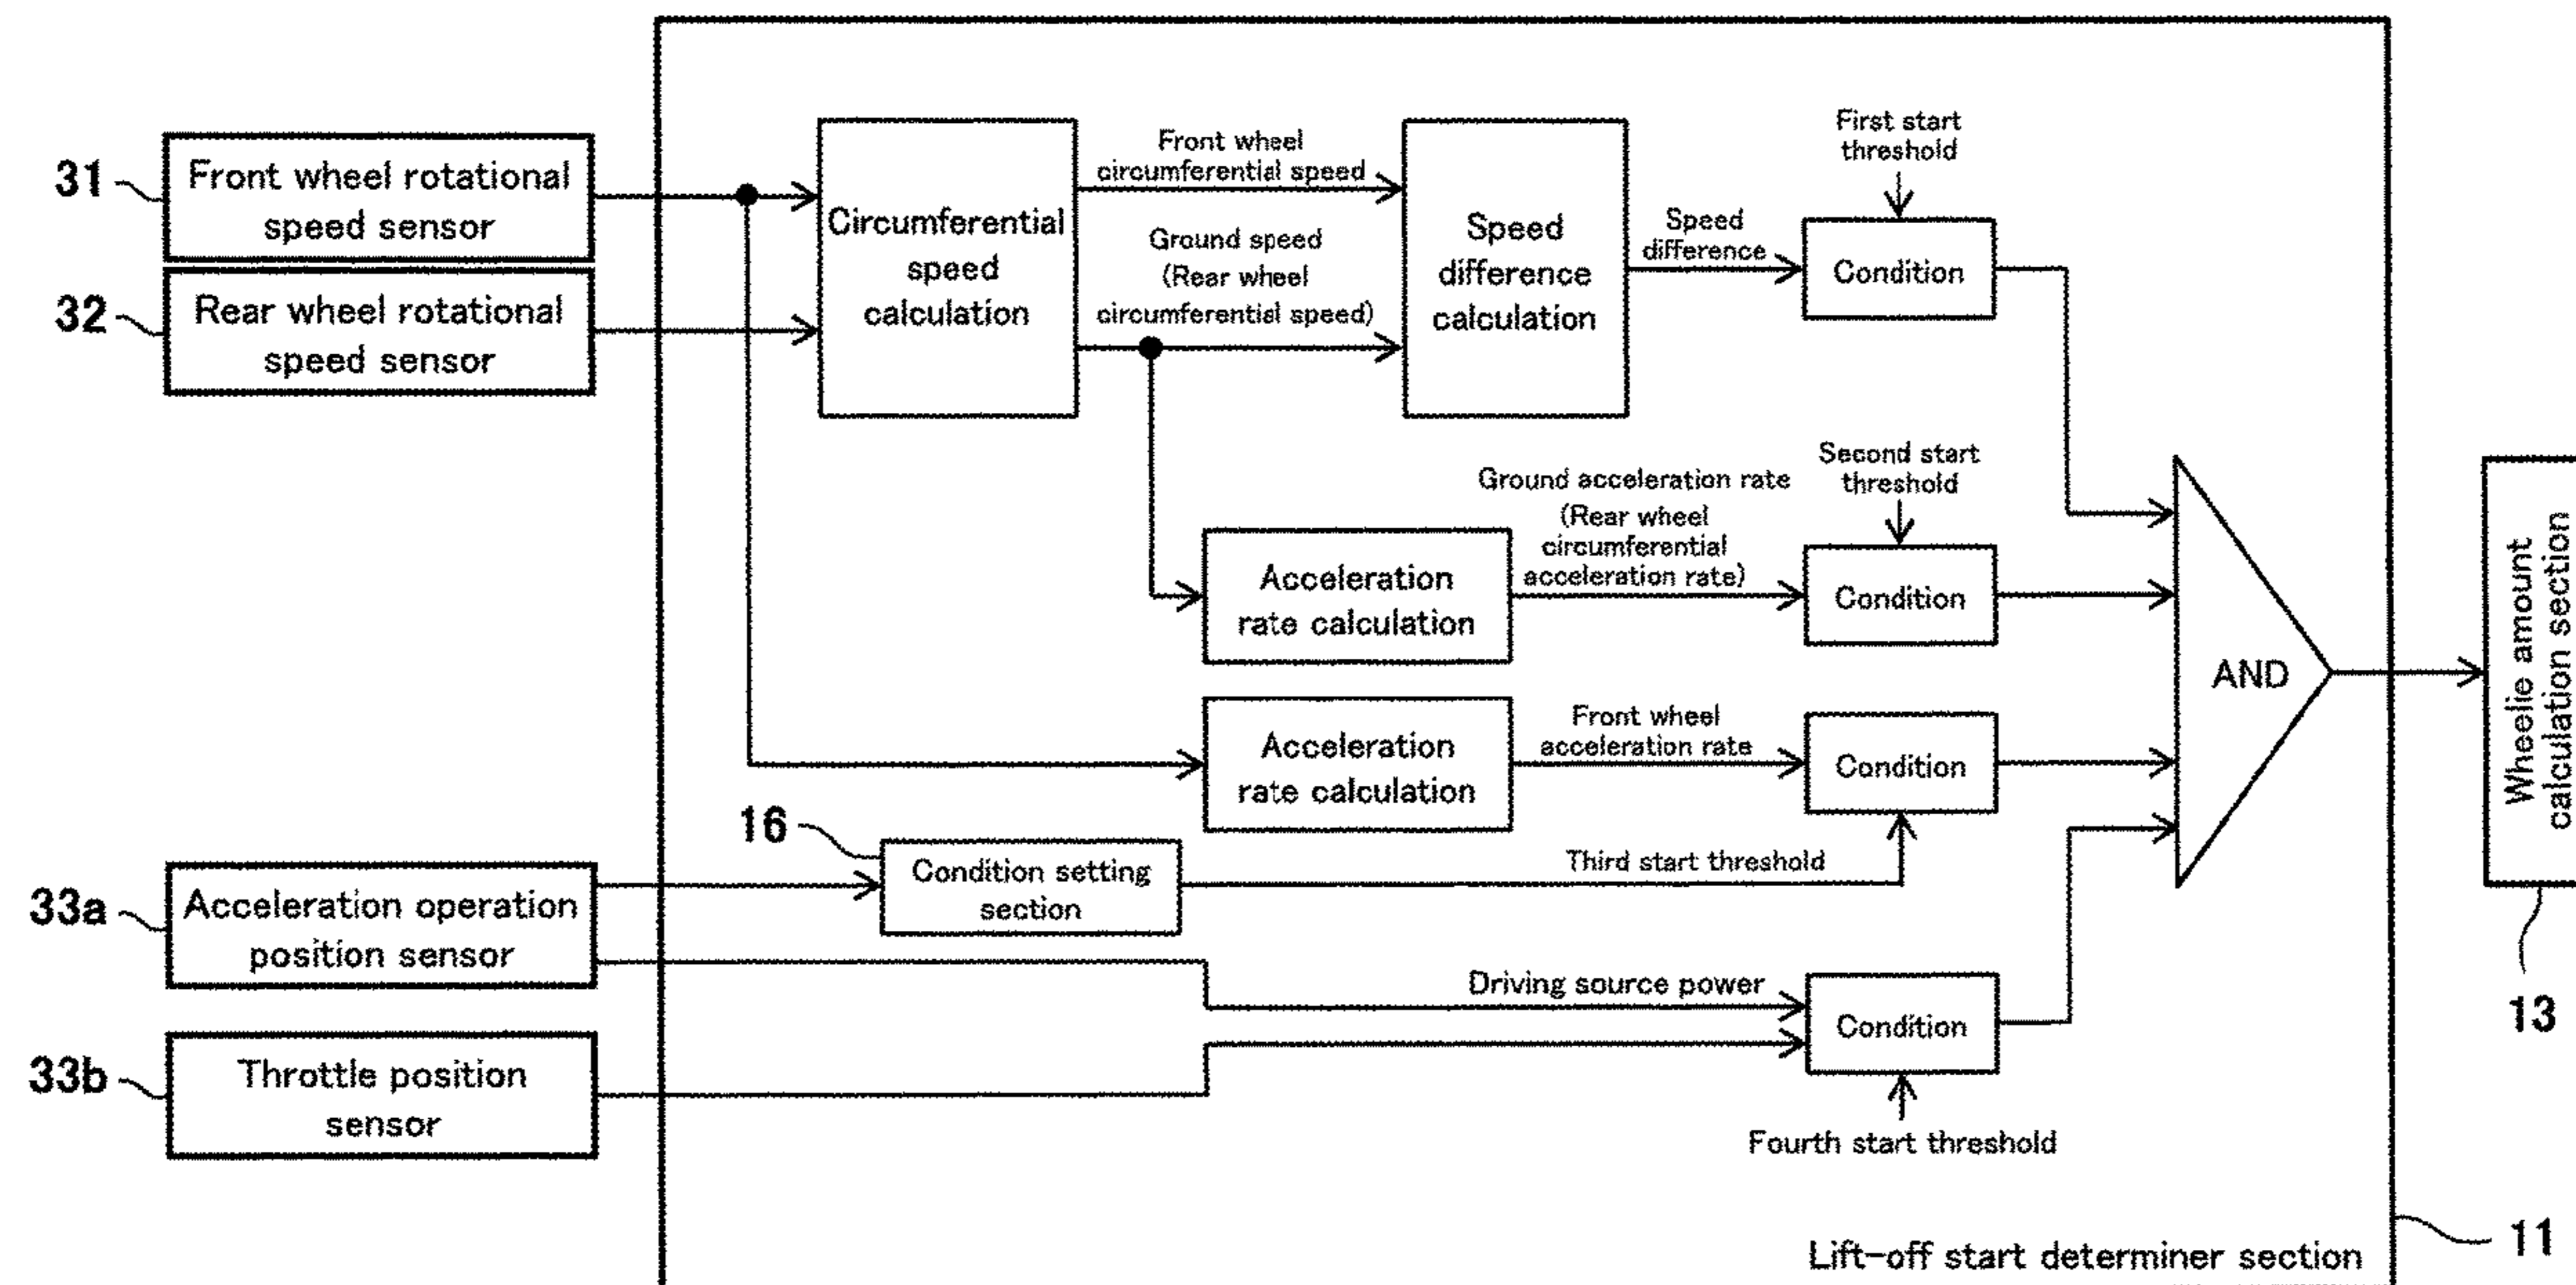 31
Front wheel rotational
speed sensor
32
Rear wheel rotational
speed sensor
Circumferential
speed
calculation
Front wheel
circumferential speed
Ground speed
(Rear wheel
circumferential speed)
Speed
difference
calculation
Speed
difference
First start
threshold
Condition
Acceleration
rate calculation
Ground acceleration rate
(Rear wheel
circumferential
acceleration rate)
Second start
threshold
Condition
Acceleration
rate calculation
Front wheel
acceleration rate
Condition
AND
Wheelie amount
calculation section
13
16
Condition setting
section
Third start threshold
33a
Acceleration operation
position sensor
Driving source power
Condition
33b
Throttle position
sensor
Fourth start threshold
Lift-off start determiner section
11